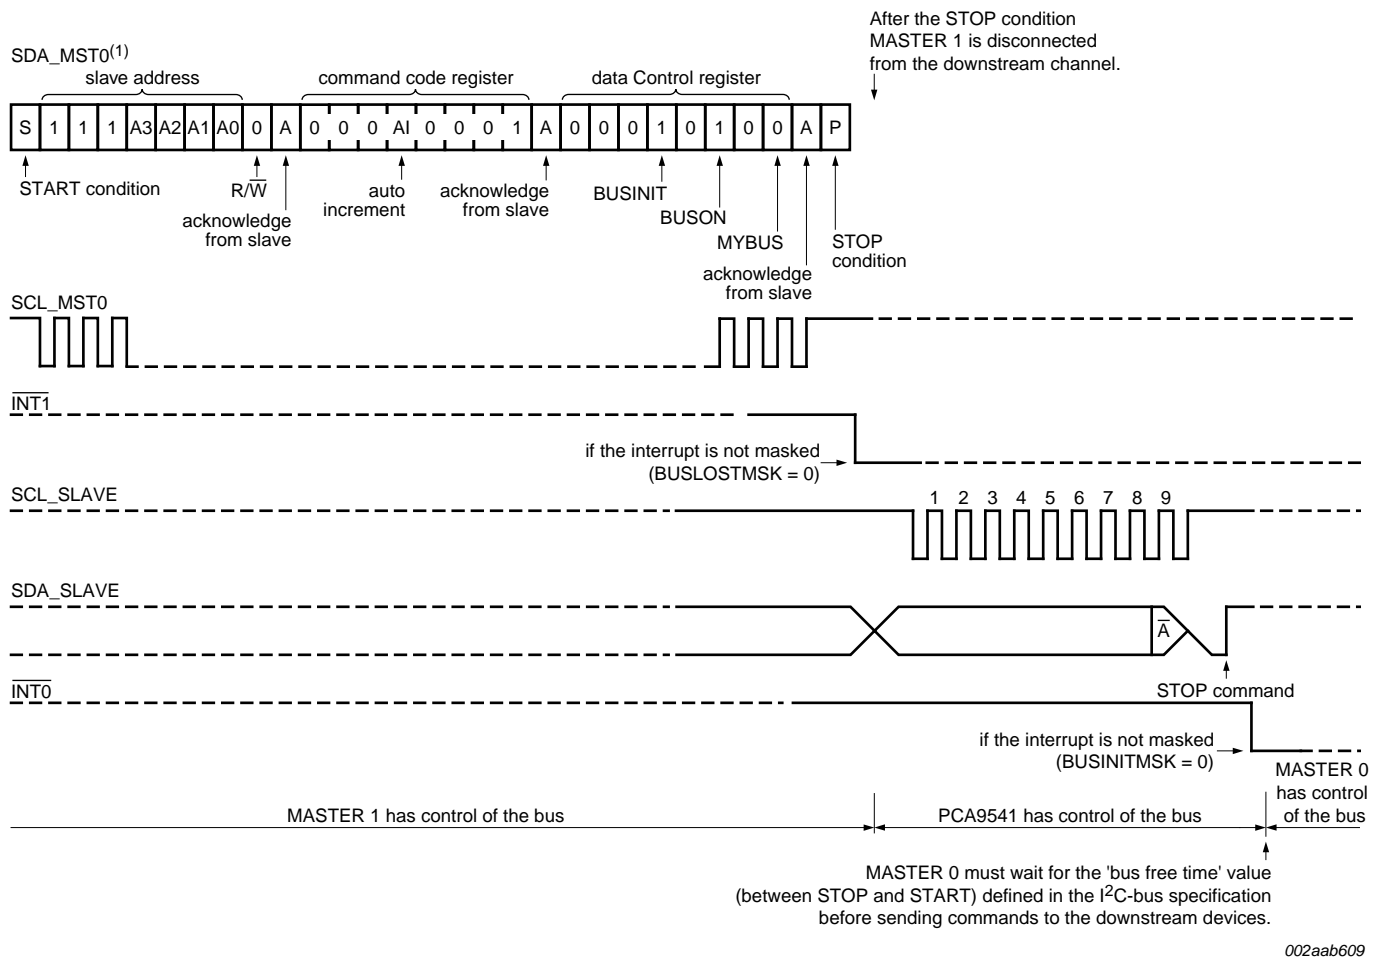 After the STOP condition
MASTER 1 is disconnected
from the downstream channel.
SDA_MST0(1)
slave address
command code register
data Control register
S 1 1 1 A3 A2 A1 A0 0 A 0 0 0 AI 0 0 0 1 A 0 0 0 1 0 1 0 0 A P
START condition
R/W̅
acknowledge
from slave
auto
increment
acknowledge
from slave
BUSINIT
BUSON
MYBUS
acknowledge
from slave
STOP
condition
SCL_MST0
I̅N̅T̅1̅
if the interrupt is not masked
(BUSLOSTMSK = 0)
SCL_SLAVE
1 2 3 4 5 6 7 8 9
SDA_SLAVE
A̅
STOP command
I̅N̅T̅0̅
if the interrupt is not masked
(BUSINITMSK = 0)
MASTER 0
has control
of the bus
MASTER 1 has control of the bus
PCA9541 has control of the bus
MASTER 0 must wait for the 'bus free time' value
(between STOP and START) defined in the I2C-bus specification
before sending commands to the downstream devices.
002aab609